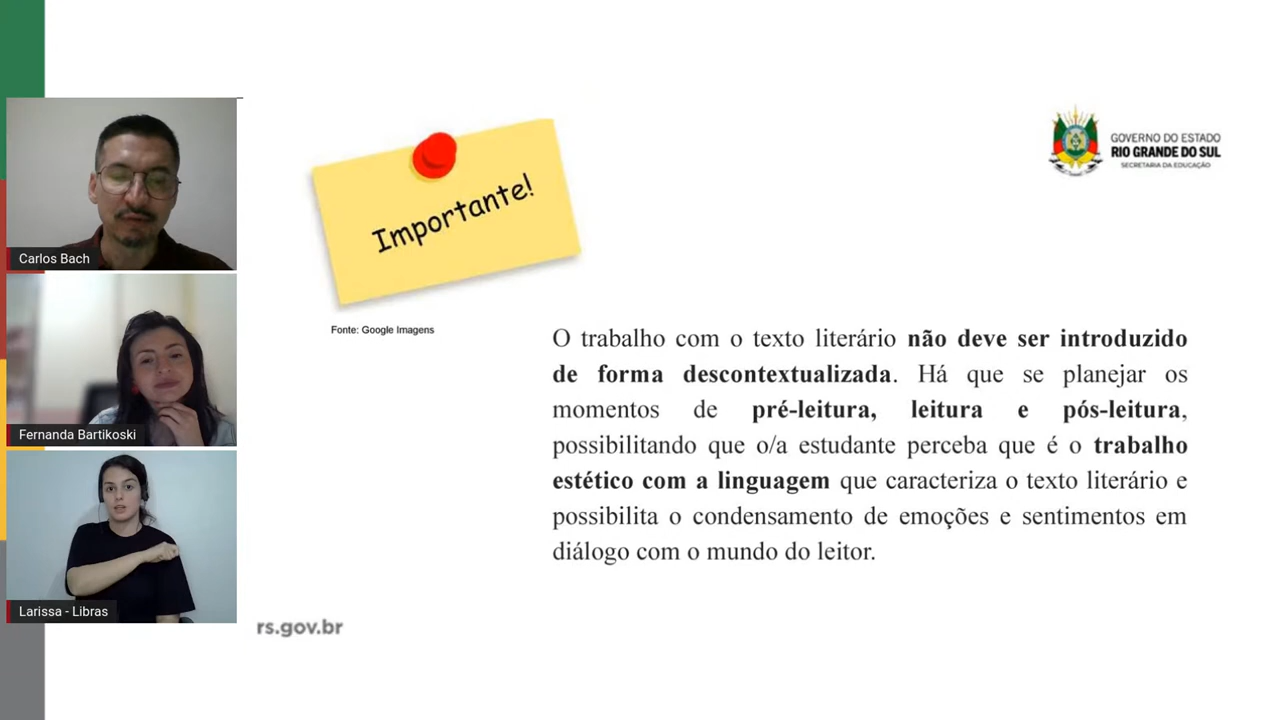 Importante!
GOVERNO DO ESTADO
RIO GRANDE DO SUL
SECRETARIA DA EDUCAÇÃO
Carlos Bach
Fonte: Google Imagens
O trabalho com o texto literário não deve ser introduzido
de forma descontextualizada. Há que se planejar os
momentos de pré-leitura, leitura e pós-leitura,
possibilitando que o/a estudante perceba que é o trabalho
estético com a linguagem que caracteriza o texto literário e
possibilita o condensamento de emoções e sentimentos em
diálogo com o mundo do leitor.
Fernanda Bartikoski
Larissa - Libras
rs.gov.br